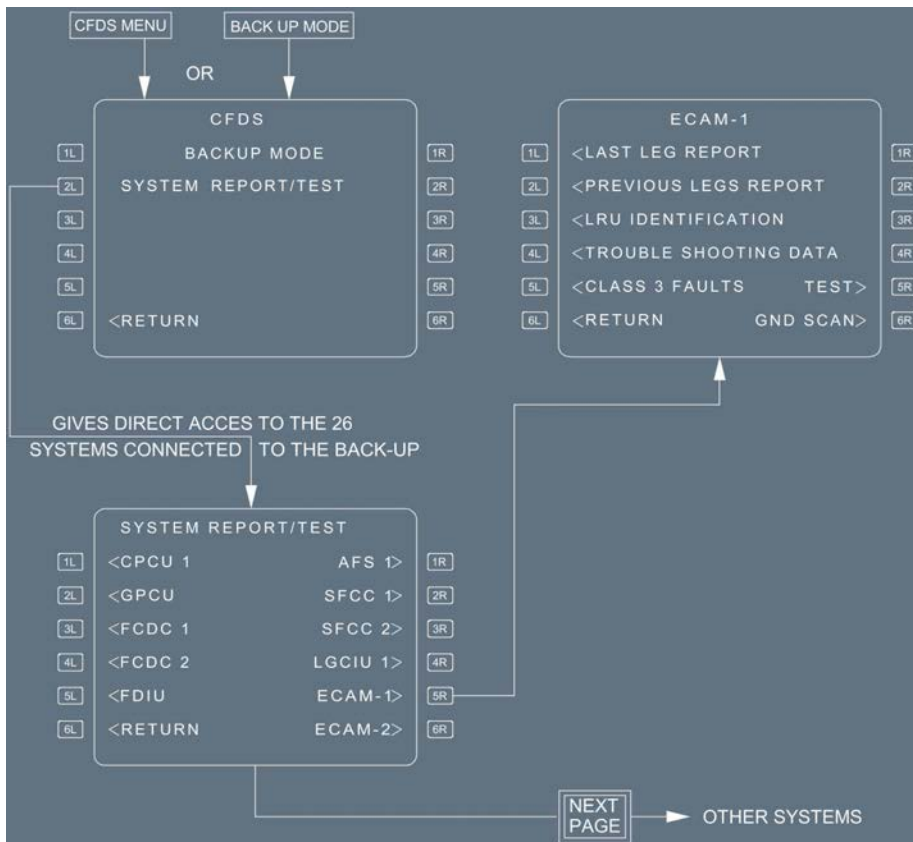 CFDS MENU
BACK UP MODE
OR
CFDS
1L BACKUP MODE 1R
2L SYSTEM REPORT/TEST 2R
3L 3R
4L 4R
5L 5R
6L <RETURN 6R
ECAM-1
1L <LAST LEG REPORT 1R
2L <PREVIOUS LEGS REPORT 2R
3L <LRU IDENTIFICATION 3R
4L <TROUBLE SHOOTING DATA 4R
5L <CLASS 3 FAULTS TEST> 5R
6L <RETURN GND SCAN> 6R
GIVES DIRECT ACCES TO THE 26
SYSTEMS CONNECTED TO THE BACK-UP
SYSTEM REPORT/TEST
1L <CPCU 1 AFS 1> 1R
2L <GPCU SFCC 1> 2R
3L <FCDC 1 SFCC 2> 3R
4L <FCDC 2 LGCIU 1> 4R
5L <FDIU ECAM-1> 5R
6L <RETURN ECAM-2> 6R
NEXT
PAGE
OTHER SYSTEMS